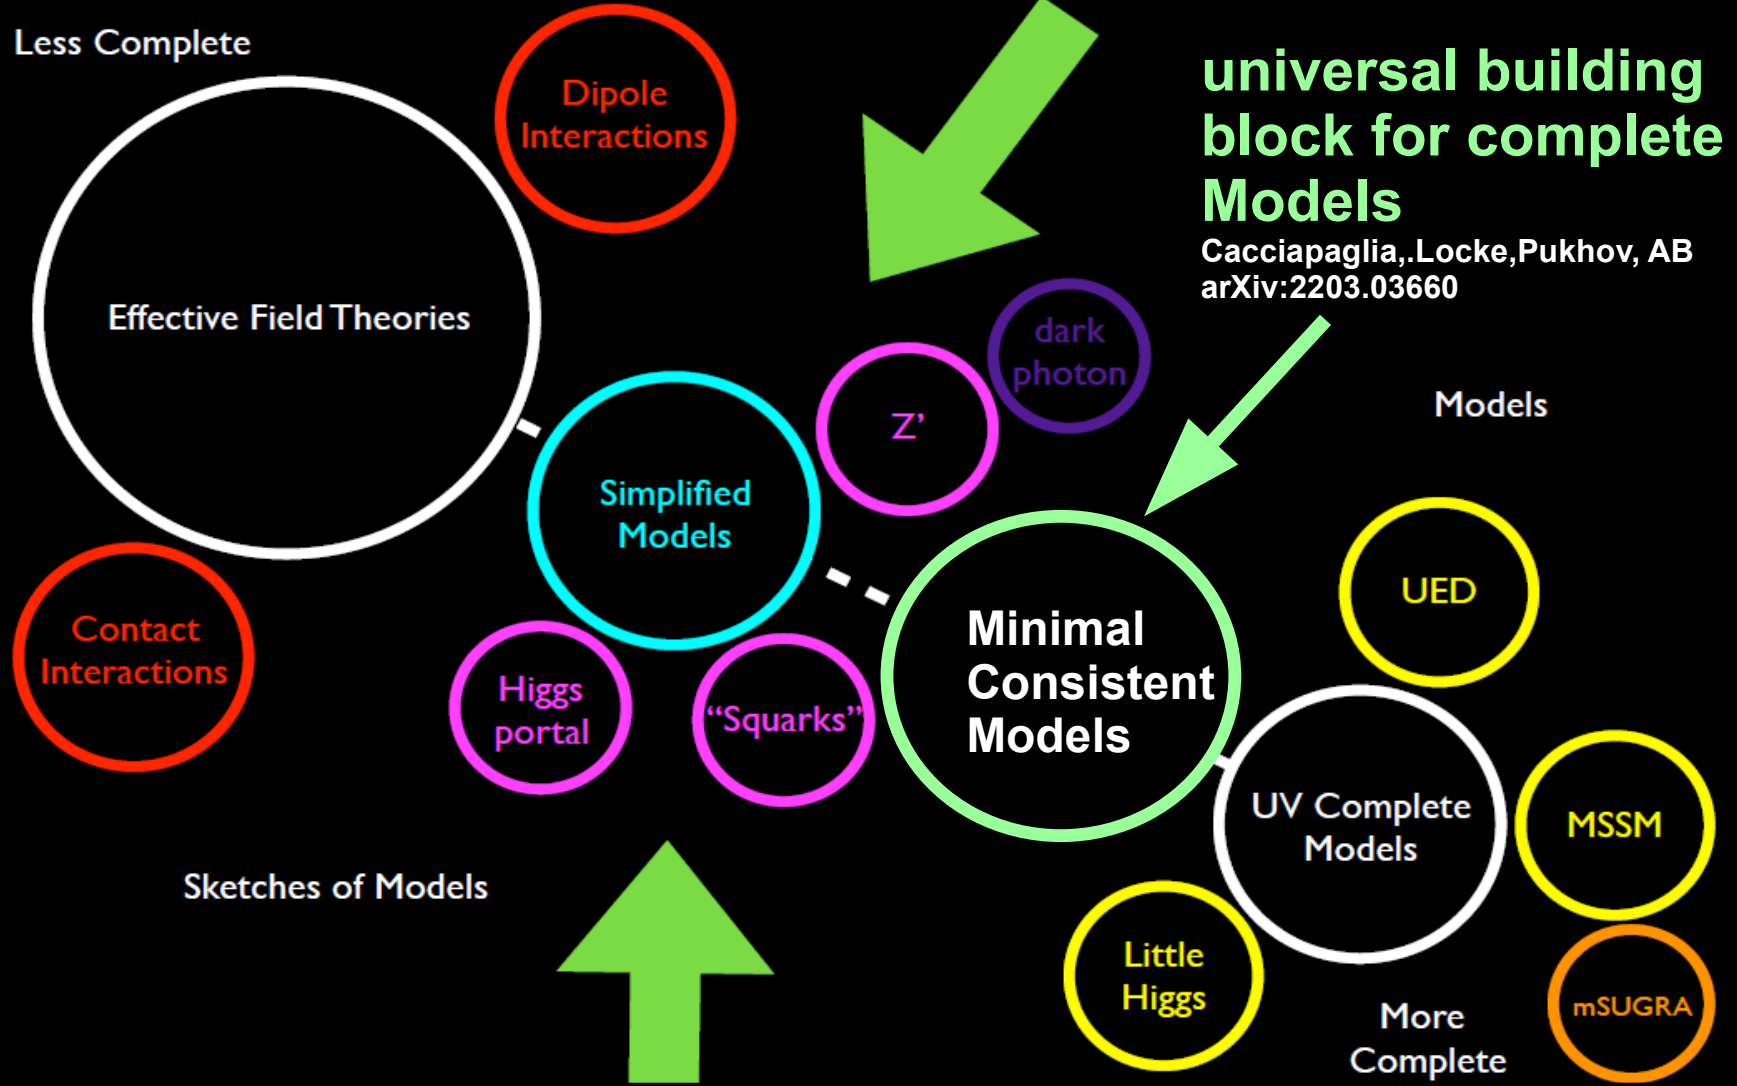 Less Complete
Dipole
Interactions
universal building
block for complete
Models
Cacciapaglia,.Locke,Pukhov, AB
arXiv:2203.03660
Effective Field Theories
dark
photon
Z’
Models
Simplified
Models
UED
Contact
Interactions
Minimal
Consistent
Models
Higgs
portal
“Squarks”
UV Complete
Models
MSSM
Sketches of Models
Little
Higgs
mSUGRA
More
Complete